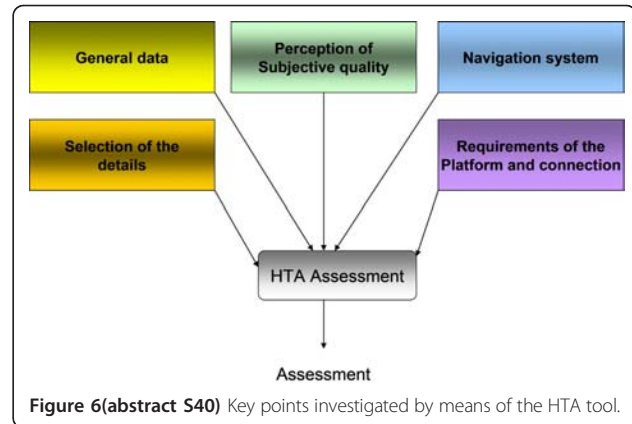 General data
Perception of
Subjective quality
Navigation system
Selection of the
details
Requirements of the
Platform and connection
HTA Assessment
Assessment
Figure 6(abstract S40) Key points investigated by means of the HTA tool.